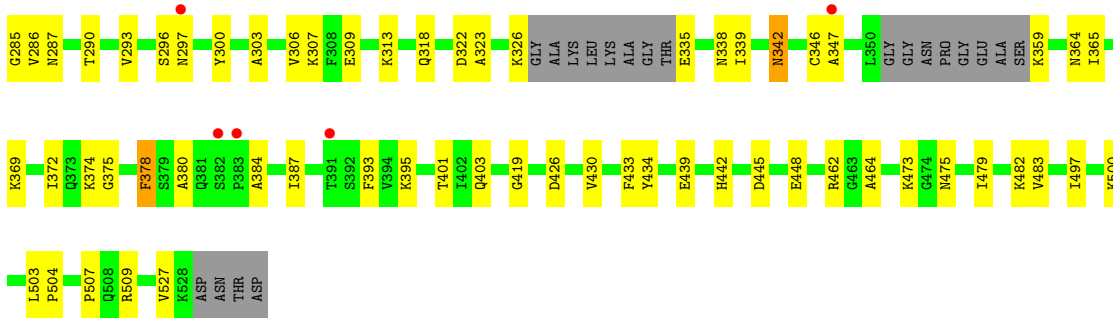 G285 V286 N287 T290 V293 S296 N297 Y300 A303 V306 K307 F308 E309 K313 Q318 D322 A323 K326 GLY ALA LYS LEU LYS ALA GLY THR E335 N338 I339 N342 C346 A347 L350 GLY GLY ASN PRO GLY GLU ALA SER K359 N364 I365
K369 I372 Q373 K374 G375 F378 S379 A380 Q381 S382 P383 A384 I387 T391 S392 F393 V394 K395 T401 I402 Q403 G419 D426 V430 F433 Y434 E439 H442 D445 E448 R462 G463 A464 K473 G474 N475 I479 K482 V483 I497
L503 P504 P507 Q508 R509 V527 K528 ASP ASN THR ASP